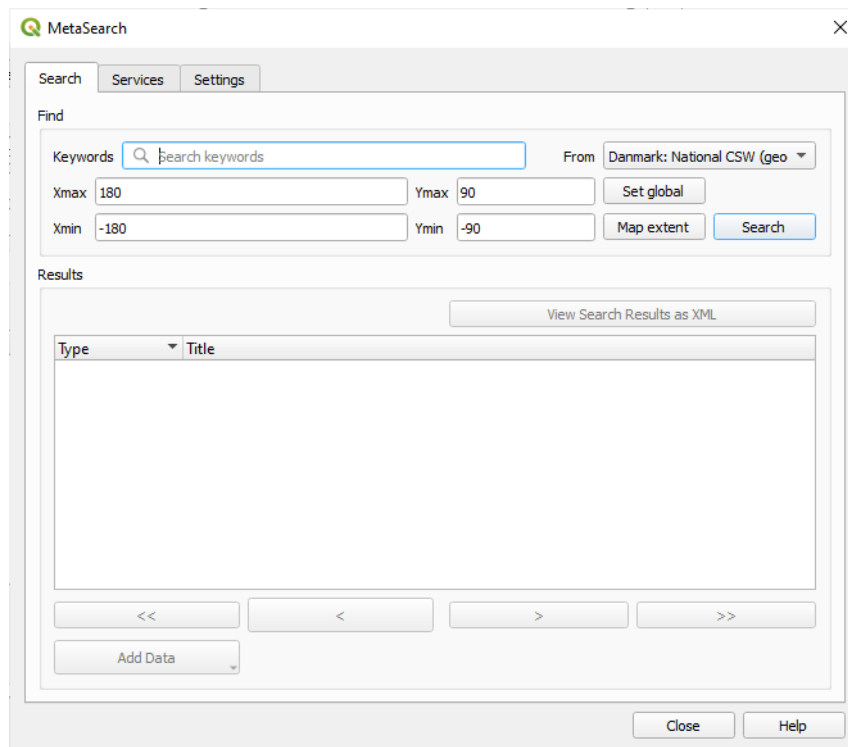 MetaSearch
Search Services Settings
Find
Keywords Search keywords From Danmark: National CSW (geo
Xmax 180 Ymax 90 Set global
Xmin -180 Ymin -90 Map extent Search
Results
View Search Results as XML
Type Title
<< < > >>
Add Data
Close Help